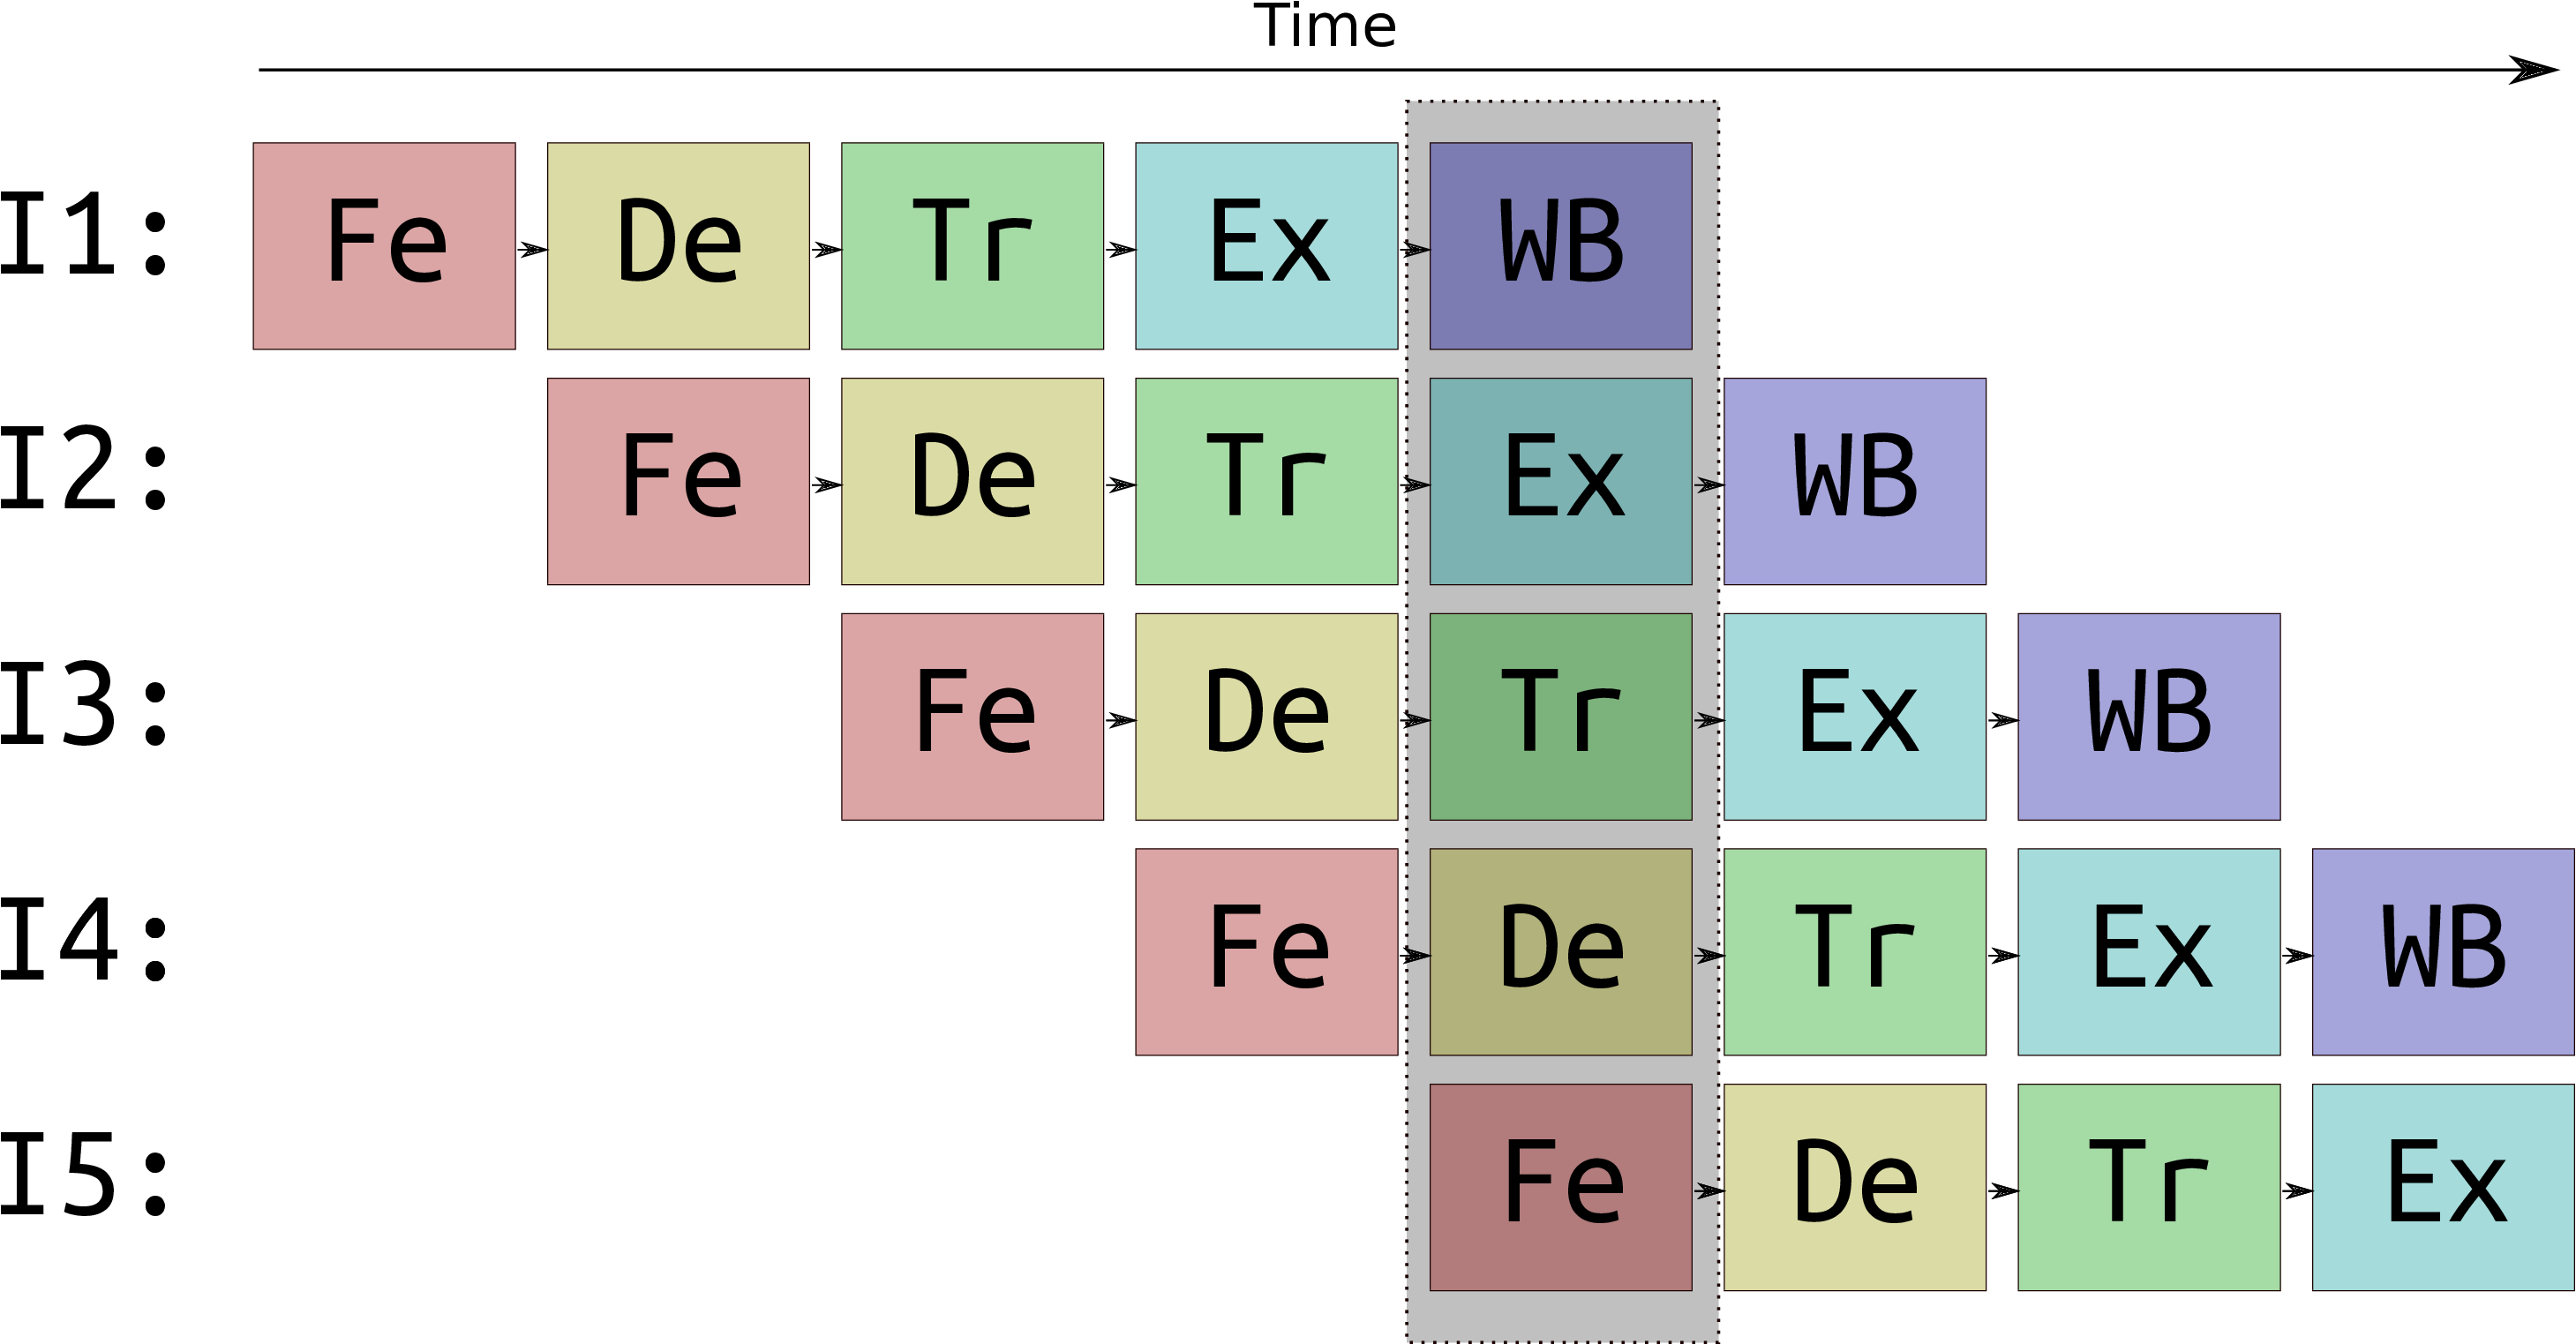 Time
I1: Fe De Tr Ex WB
I2: Fe De Tr Ex WB
I3: Fe De Tr Ex WB
I4: Fe De Tr Ex WB
I5: Fe De Tr Ex